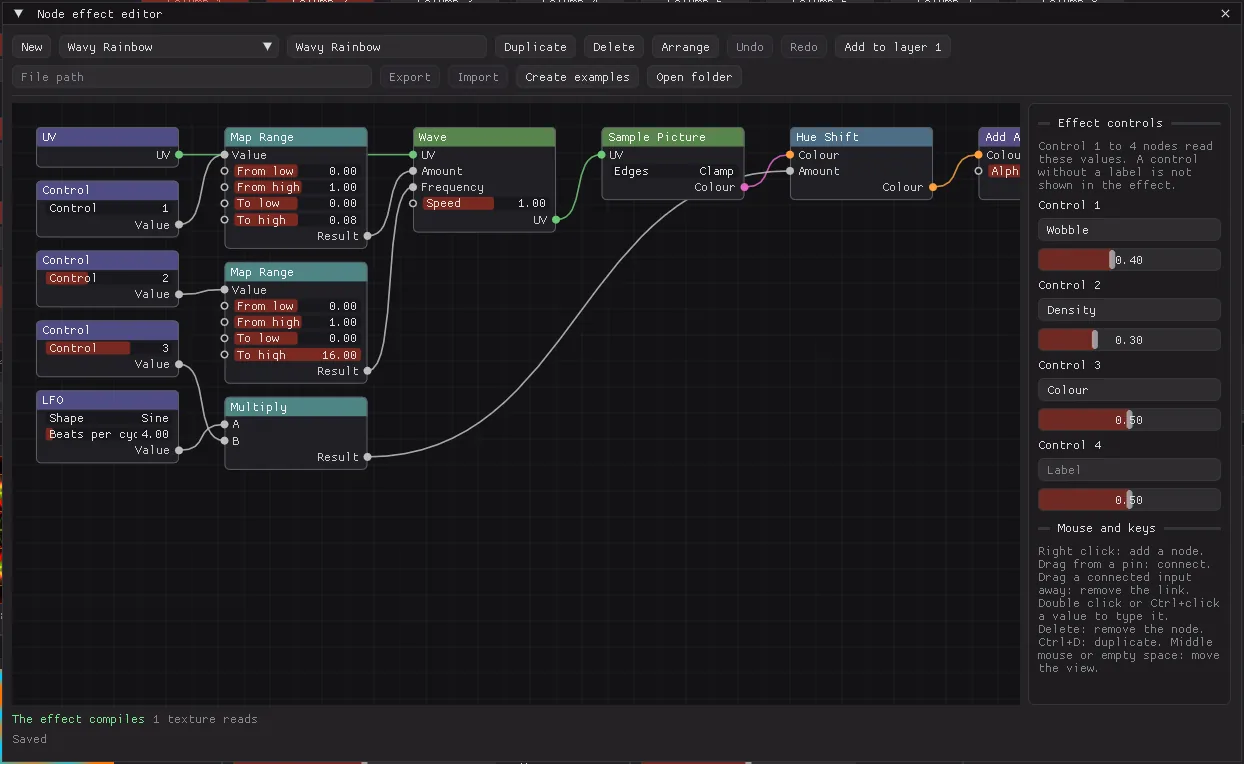 Node effect editor
New
Wavy Rainbow
Wavy Rainbow
Duplicate
Delete
Arrange
Undo
Redo
Add to layer 1
File path
Export
Import
Create examples
Open folder
UV
UV
Control
Control 1
Value
Control
Control 2
Value
Control
Control 3
Value
LFO
Shape Sine
Beats per cyc 4.00
Value
Map Range
Value
From low 0.00
From high 1.00
To low 0.00
To high 0.08
Result
Map Range
Value
From low 0.00
From high 1.00
To low 0.00
To high 16.00
Result
Multiply
A
B
Result
Wave
UV
Amount
Frequency
Speed 1.00
UV
Sample Picture
UV
Edges Clamp
Colour
Hue Shift
Colour
Amount
Colour
Add A
Colou
Alph
Effect controls
Control 1 to 4 nodes read
these values. A control
without a label is not
shown in the effect.
Control 1
Wobble
0.40
Control 2
Density
0.30
Control 3
Colour
0.50
Control 4
Label
0.50
Mouse and keys
Right click: add a node.
Drag from a pin: connect.
Drag a connected input
away: remove the link.
Double click or Ctrl+click
a value to type it.
Delete: remove the node.
Ctrl+D: duplicate. Middle
mouse or empty space: move
the view.
The effect compiles 1 texture reads
Saved